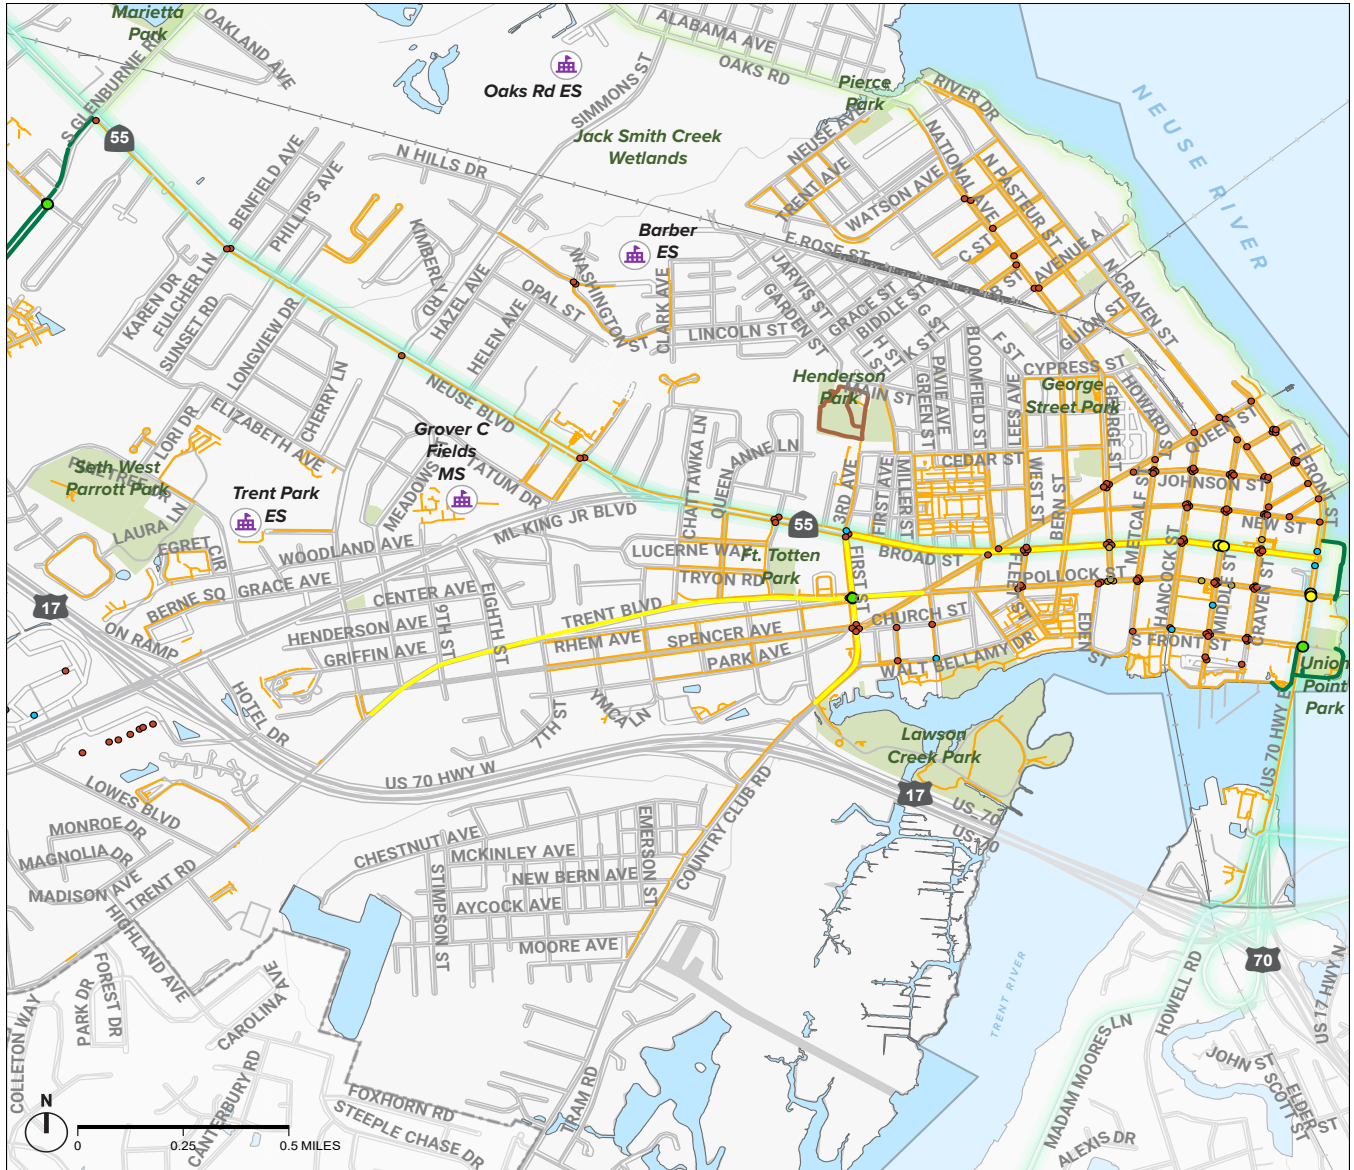 Marietta
Park
OAKLAND AVE
S GLENBURNIE RD
55
ALABAMA AVE
OAKS RD
Oaks Rd ES
SIMMONS ST
Pierce
Park
RIVER DR
NEUSE RIVER
Jack Smith Creek
Wetlands
NEUSE AVE
NATIONAL AVE
N PASTEUR ST
TRENT AVE
WATSON AVE
N HILLS DR
BENFIELD AVE
PHILLIPS AVE
KIMBERLY RD
Barber
ES
E ROSE ST
C ST
B ST
AVENUE A
N CRAVEN ST
KAREN DR
FULCHER LN
SUNSET RD
LONGVIEW DR
HAZEL AVE
HELEN AVE
OPAL ST
WASHINGTON ST
CLARK AVE
LINCOLN ST
JARVIS ST
GARDEN ST
GRACE ST
BIDDLE ST
G ST
H ST
K ST
F ST
GUION ST
CYPRESS ST
BLOOMFIELD ST
PAVIE AVE
GREEN ST
LEES AVE
Henderson
Park
MAIN ST
George
Street Park
GEORGE ST
HOWARD ST
QUEEN ST
E FRONT ST
NEUSE BLVD
CHERRY LN
LORI DR
ELIZABETH AVE
Grover C
Fields
MS
MEADOWS ST
TATUM DR
Seth West
Parrott Park
LAURA LN
Trent Park
ES
EGRET
CIR
WOODLAND AVE
ML KING JR BLVD
CHATTAWKA LN
QUEEN ANNE LN
3RD AVE
FIRST AVE
MILLER ST
CEDAR ST
WEST ST
BERN ST
METCALF ST
JOHNSON ST
NEW ST
55
BROAD ST
LUCERNE WAY
TRYON RD
Ft. Totten
Park
FIRST ST
POLLOCK ST
FLEET ST
HANCOCK ST
MIDDLE ST
CRAVEN ST
EDEN ST
S FRONT ST
17
BERNE SQ
GRACE AVE
CENTER AVE
9TH ST
EIGHTH ST
HENDERSON AVE
GRIFFIN AVE
ON RAMP
TRENT BLVD
RHEM AVE
SPENCER AVE
PARK AVE
CHURCH ST
WALT BELLAMY DR
Union
Point
Park
HOTEL DR
7TH ST
YMCA LN
Lawson
Creek Park
US 70 HWY E
US 70 HWY W
17
US-70
US-70
LOWES BLVD
MONROE DR
MAGNOLIA DR
MADISON AVE
TRENT RD
HIGHLAND AVE
CHESTNUT AVE
MCKINLEY AVE
NEW BERN AVE
AYCOCK AVE
MOORE AVE
STIMPSON ST
EMERSON ST
COUNTRY CLUB RD
TRENT RIVER
HOWELL RD
70
US 17 HWY N
COLLETON WAY
PARK DR
FOREST DR
CAROLINA AVE
CANTERBURY RD
FOXHORN RD
STEEPLE CHASE DR
TRAM RD
MADAM MOORES LN
ALEXIS DR
JOHN ST
SCOTT ST
ELDER ST
N
0
0.25
0.5 MILES